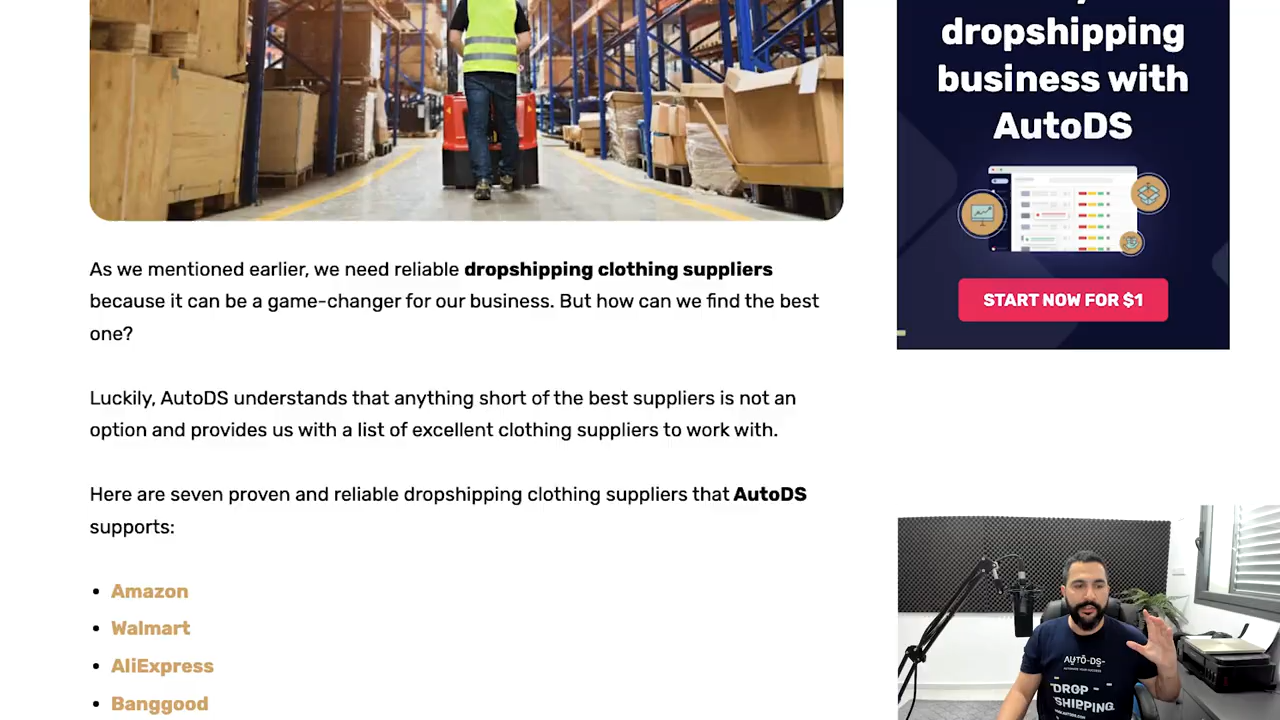 dropshipping
business with
AutoDS
START NOW FOR $1
As we mentioned earlier, we need reliable dropshipping clothing suppliers
because it can be a game-changer for our business. But how can we find the best
one?
Luckily, AutoDS understands that anything short of the best suppliers is not an
option and provides us with a list of excellent clothing suppliers to work with.
Here are seven proven and reliable dropshipping clothing suppliers that AutoDS
supports:
Amazon
Walmart
AliExpress
Banggood
AUTO-DS
DROP
SHIPPING